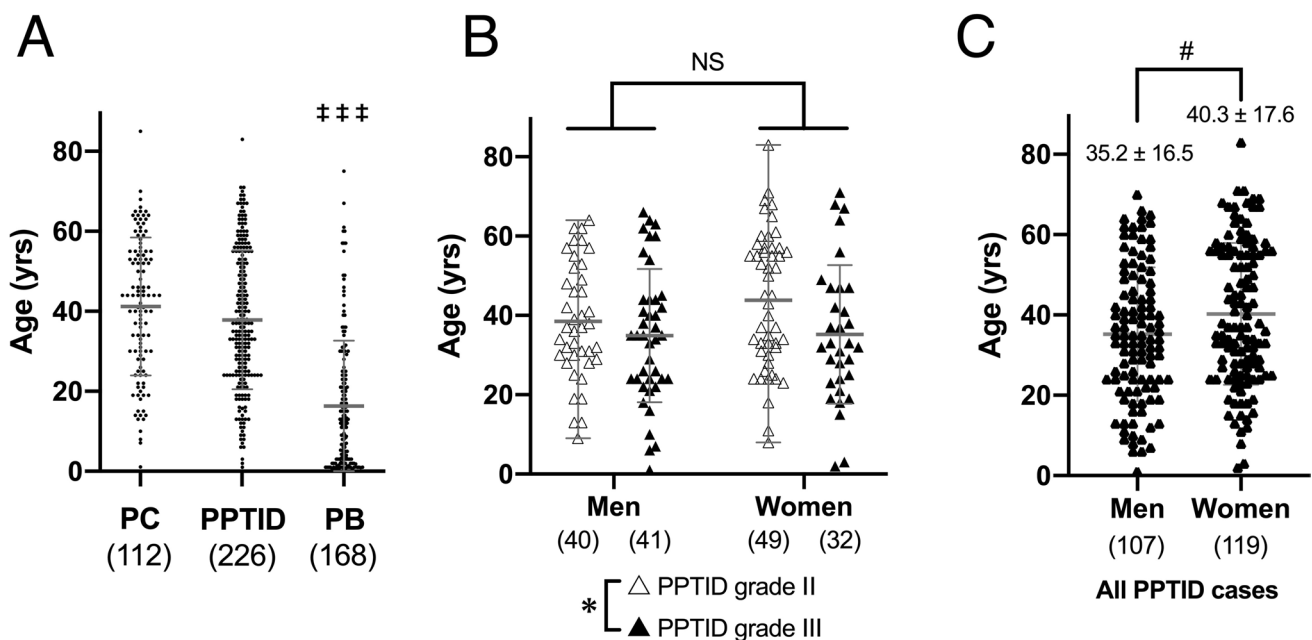 A
Age (yrs)
80
60
40
20
0
‡ ‡ ‡
PC PPTID PB
(112) (226) (168)
B
NS
Age (yrs)
80
60
40
20
0
Men Women
(40) (41) (49) (32)
* △ PPTID grade II
▲ PPTID grade III
C
#
40.3 ± 17.6
35.2 ± 16.5
Age (yrs)
80
60
40
20
0
Men Women
(107) (119)
All PPTID cases